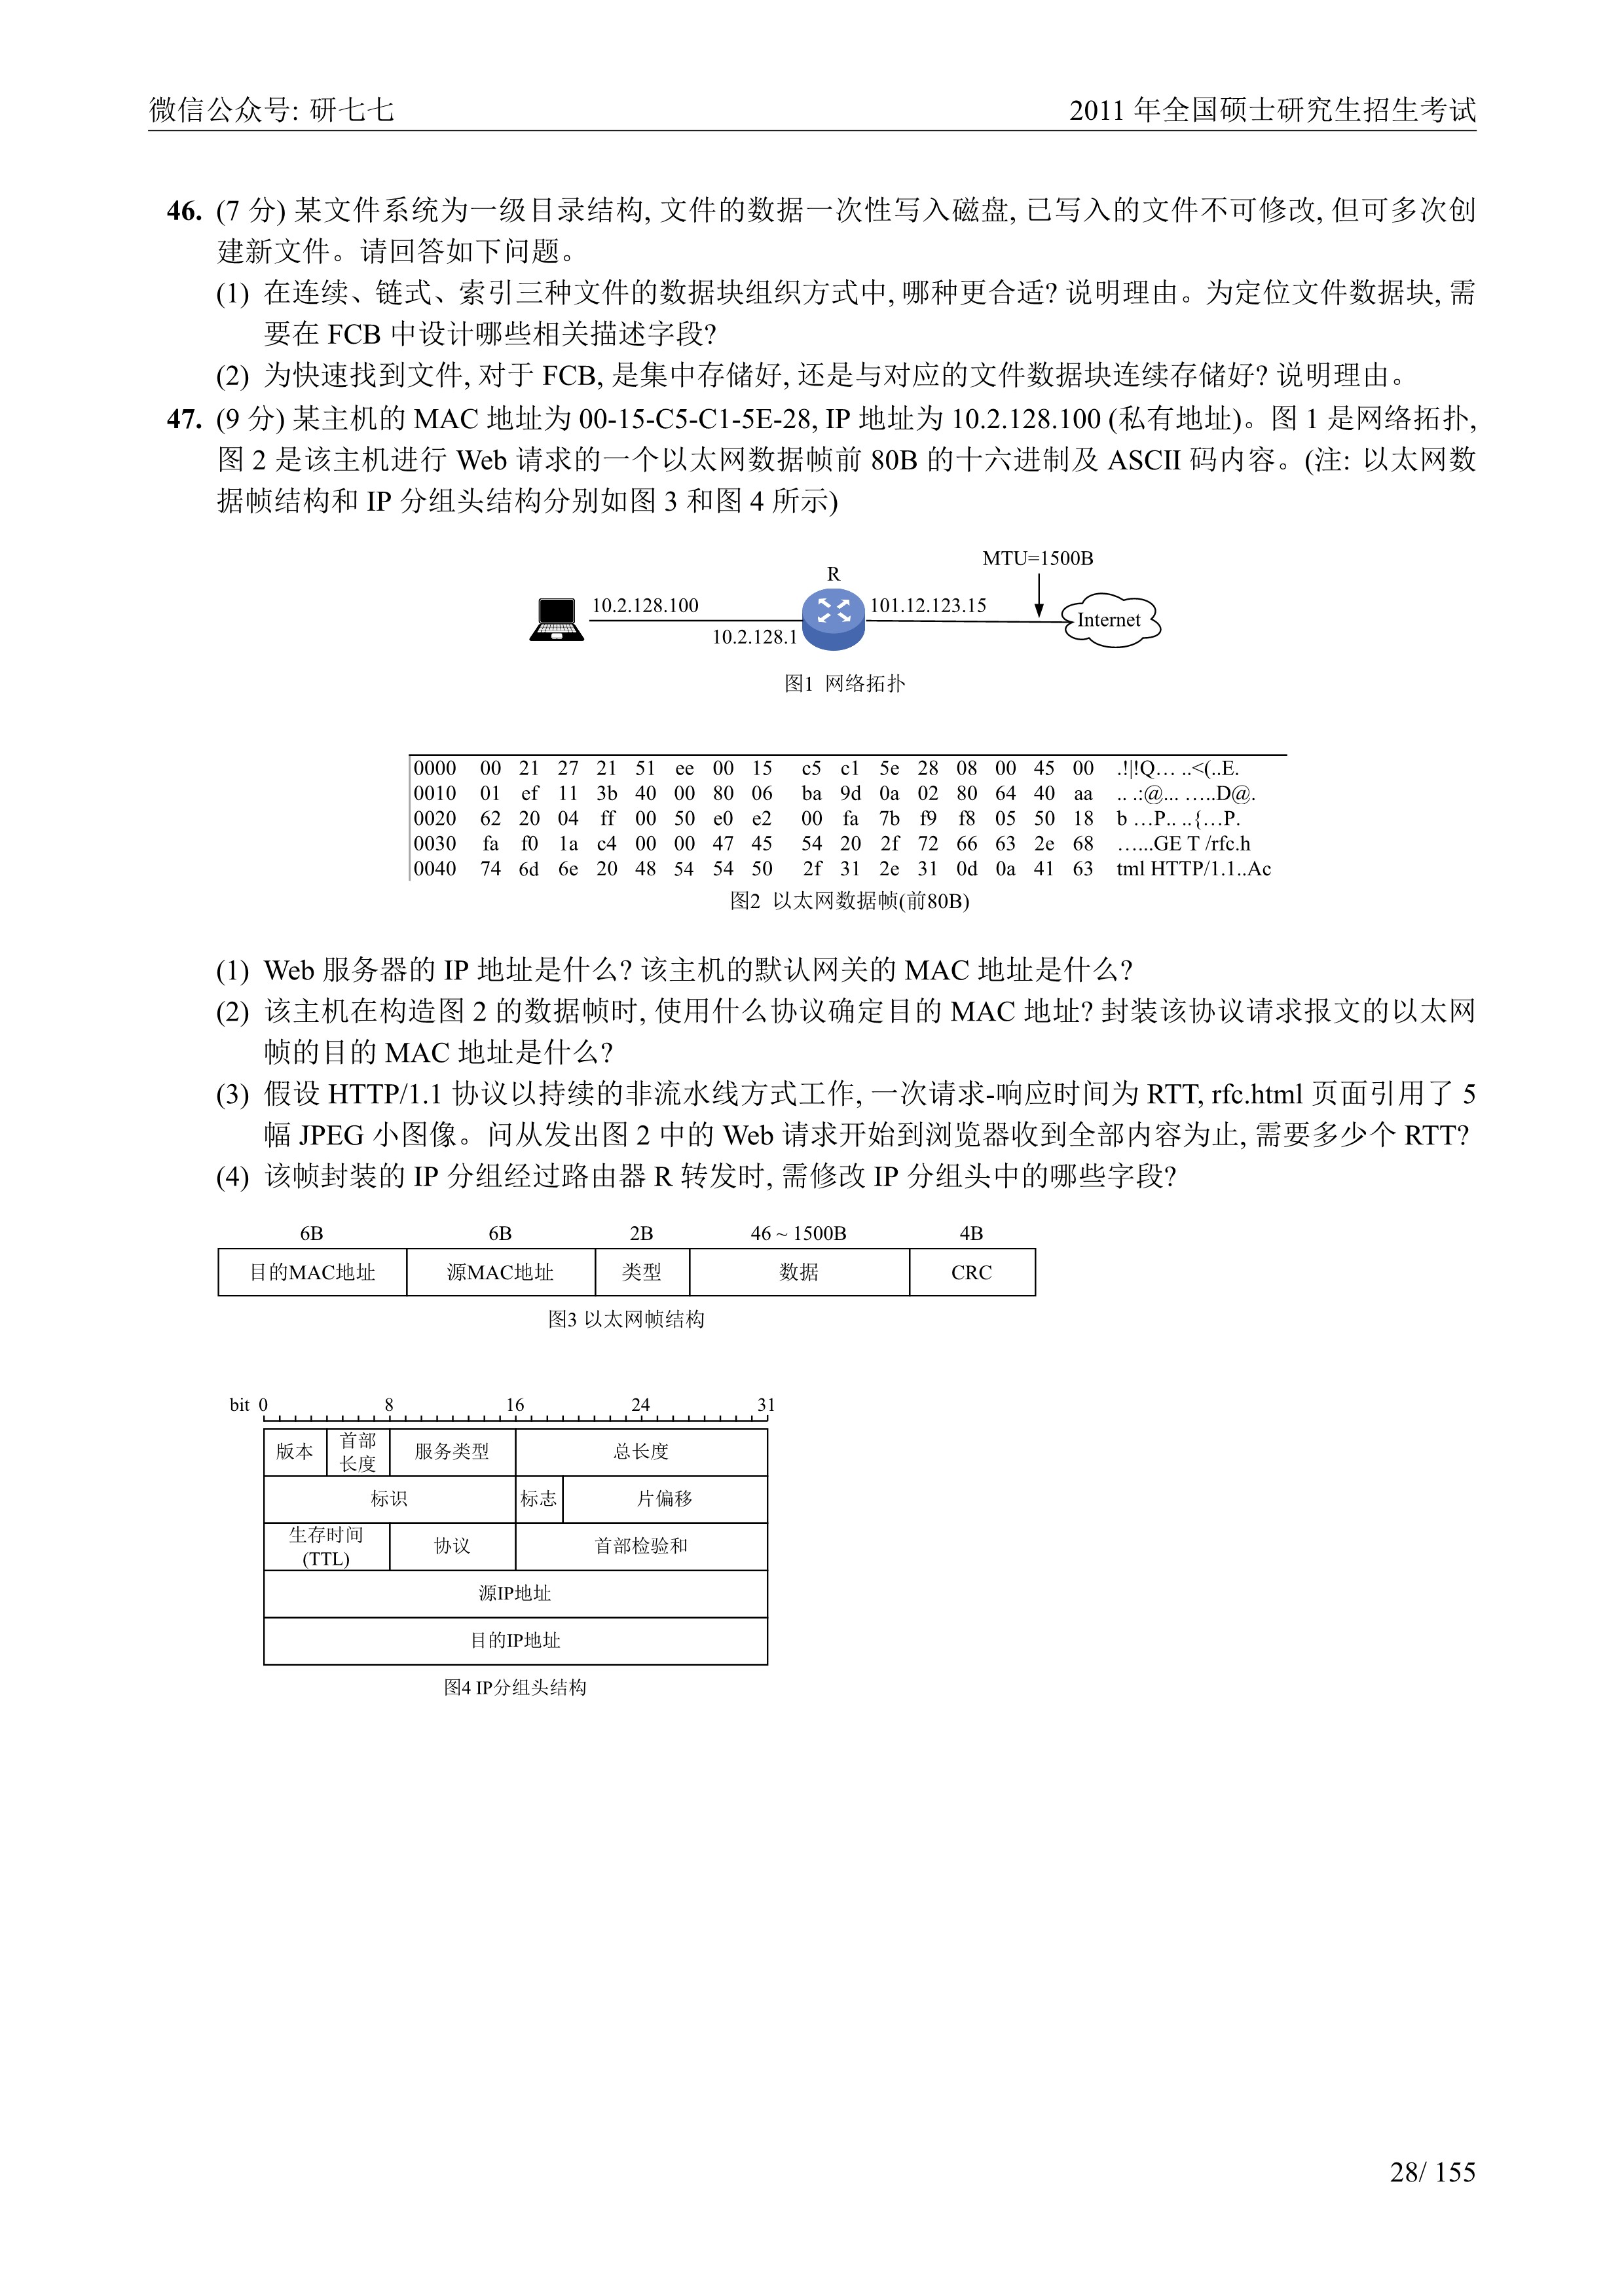 微信公众号: 研七七
2011 年全国硕士研究生招生考试
46. (7 分) 某文件系统为一级目录结构, 文件的数据一次性写入磁盘, 已写入的文件不可修改, 但可多次创
建新文件。请回答如下问题。
(1) 在连续、链式、索引三种文件的数据块组织方式中, 哪种更合适? 说明理由。为定位文件数据块, 需
要在 FCB 中设计哪些相关描述字段?
(2) 为快速找到文件, 对于 FCB, 是集中存储好, 还是与对应的文件数据块连续存储好? 说明理由。
47. (9 分) 某主机的 MAC 地址为 00-15-C5-C1-5E-28, IP 地址为 10.2.128.100 (私有地址)。图 1 是网络拓扑,
图 2 是该主机进行 Web 请求的一个以太网数据帧前 80B 的十六进制及 ASCII 码内容。(注: 以太网数
据帧结构和 IP 分组头结构分别如图 3 和图 4 所示)
MTU=1500B
R
10.2.128.100
101.12.123.15
Internet
10.2.128.1
图1 网络拓扑
0000 00 21 27 21 51 ee 00 15 c5 c1 5e 28 08 00 45 00 .!|!Q... ..<(..E.
0010 01 ef 11 3b 40 00 80 06 ba 9d 0a 02 80 64 40 aa .. .:@... .....D@.
0020 62 20 04 ff 00 50 e0 e2 00 fa 7b f9 f8 05 50 18 b ...P.. ..{...P.
0030 fa f0 1a c4 00 00 47 45 54 20 2f 72 66 63 2e 68 ......GE T /rfc.h
0040 74 6d 6e 20 48 54 54 50 2f 31 2e 31 0d 0a 41 63 tml HTTP/1.1..Ac
图2 以太网数据帧(前80B)
(1) Web 服务器的 IP 地址是什么? 该主机的默认网关的 MAC 地址是什么?
(2) 该主机在构造图 2 的数据帧时, 使用什么协议确定目的 MAC 地址? 封装该协议请求报文的以太网
帧的目的 MAC 地址是什么?
(3) 假设 HTTP/1.1 协议以持续的非流水线方式工作, 一次请求-响应时间为 RTT, rfc.html 页面引用了 5
幅 JPEG 小图像。问从发出图 2 中的 Web 请求开始到浏览器收到全部内容为止, 需要多少个 RTT?
(4) 该帧封装的 IP 分组经过路由器 R 转发时, 需修改 IP 分组头中的哪些字段?
6B 6B 2B 46 ~ 1500B 4B
目的MAC地址 源MAC地址 类型 数据 CRC
图3 以太网帧结构
bit 0 8 16 24 31
版本 首部长度 服务类型 总长度
标识 标志 片偏移
生存时间(TTL) 协议 首部检验和
源IP地址
目的IP地址
图4 IP分组头结构
28/ 155